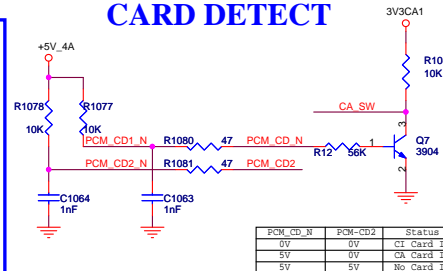 CARD DETECT
3V3CA1
+5V_4A
R10
10K
R1078
R1077
CA_SW
10K
10K
3
PCM_CD1_N
R1080
47
PCM_CD_N
1
Q7
3904
PCM_CD2_N
R1081
47
PCM_CD2
R12
56K
2
C1064
1nF
C1063
1nF
PCM_CD_N PCM-CD2 Status
0V 0V CI Card I
5V 0V CA Card I
5V 5V No Card I